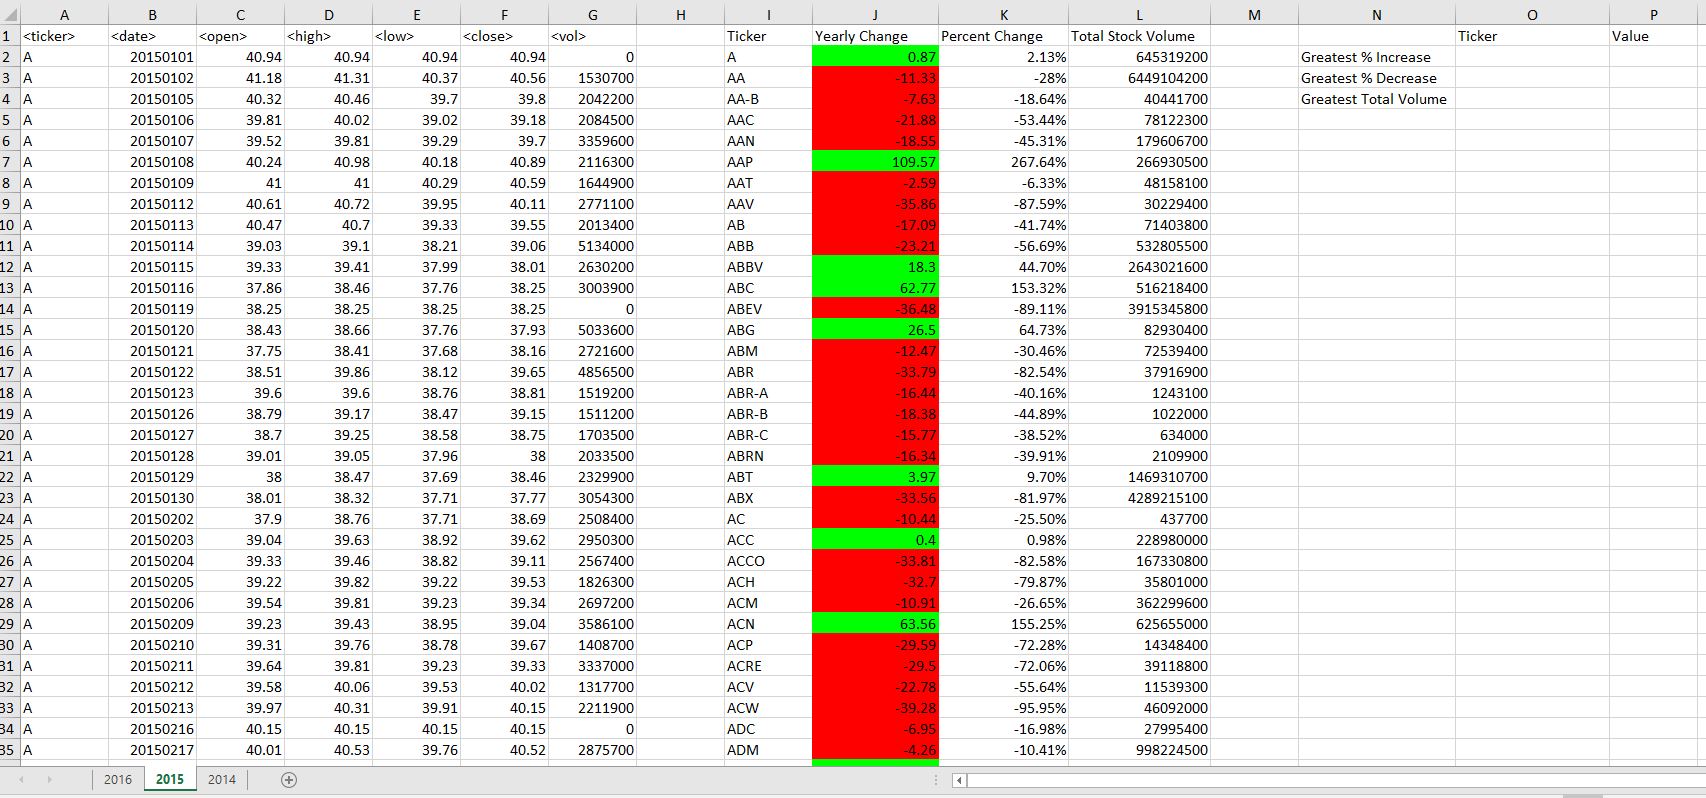 A B C D E F G H I J K L M N O P
1 <ticker> <date> <open> <high> <low> <close> <vol> Ticker Yearly Change Percent Change Total Stock Volume Ticker Value
2 A 20150101 40.94 40.94 40.94 40.94 0 A 0.87 2.13% 645319200 Greatest % Increase
3 A 20150102 41.18 41.31 40.37 40.56 1530700 AA -11.33 -28% 6449104200 Greatest % Decrease
4 A 20150105 40.32 40.46 39.7 39.8 2042200 AA-B -7.63 -18.64% 40441700 Greatest Total Volume
5 A 20150106 39.81 40.02 39.02 39.18 2084500 AAC -21.88 -53.44% 78122300
6 A 20150107 39.52 39.81 39.29 39.7 3359600 AAN -18.55 -45.31% 179606700
7 A 20150108 40.24 40.98 40.18 40.89 2116300 AAP 109.57 267.64% 266930500
8 A 20150109 41 41 40.29 40.59 1644900 AAT -2.59 -6.33% 48158100
9 A 20150112 40.61 40.72 39.95 40.11 2771100 AAV -35.86 -87.59% 30229400
10 A 20150113 40.47 40.7 39.33 39.55 2013400 AB -17.09 -41.74% 71403800
11 A 20150114 39.03 39.1 38.21 39.06 5134000 ABB -23.21 -56.69% 532805500
12 A 20150115 39.33 39.41 37.99 38.01 2630200 ABBV 18.3 44.70% 2643021600
13 A 20150116 37.86 38.46 37.76 38.25 3003900 ABC 62.77 153.32% 516218400
14 A 20150119 38.25 38.25 38.25 38.25 0 ABEV -36.48 -89.11% 3915345800
15 A 20150120 38.43 38.66 37.76 37.93 5033600 ABG 26.5 64.73% 82930400
16 A 20150121 37.75 38.41 37.68 38.16 2721600 ABM -12.47 -30.46% 72539400
17 A 20150122 38.51 39.86 38.12 39.65 4856500 ABR -33.79 -82.54% 37916900
18 A 20150123 39.6 39.6 38.76 38.81 1519200 ABR-A -16.44 -40.16% 1243100
19 A 20150126 38.79 39.17 38.47 39.15 1511200 ABR-B -18.38 -44.89% 1022000
20 A 20150127 38.7 39.25 38.58 38.75 1703500 ABR-C -15.77 -38.52% 634000
21 A 20150128 39.01 39.05 37.96 38 2033500 ABRN -16.34 -39.91% 2109900
22 A 20150129 38 38.47 37.69 38.46 2329900 ABT 3.97 9.70% 1469310700
23 A 20150130 38.01 38.32 37.71 37.77 3054300 ABX -33.56 -81.97% 4289215100
24 A 20150202 37.9 38.76 37.71 38.69 2508400 AC -10.44 -25.50% 437700
25 A 20150203 39.04 39.63 38.92 39.62 2950300 ACC 0.4 0.98% 228980000
26 A 20150204 39.33 39.46 38.82 39.11 2567400 ACCO -33.81 -82.58% 167330800
27 A 20150205 39.22 39.82 39.22 39.53 1826300 ACH -32.7 -79.87% 35801000
28 A 20150206 39.54 39.81 39.23 39.34 2697200 ACM -10.91 -26.65% 362299600
29 A 20150209 39.23 39.43 38.95 39.04 3586100 ACN 63.56 155.25% 625655000
30 A 20150210 39.31 39.76 38.78 39.67 1408700 ACP -29.59 -72.28% 14348400
31 A 20150211 39.64 39.81 39.23 39.33 3337000 ACRE -29.5 -72.06% 39118800
32 A 20150212 39.58 40.06 39.53 40.02 1317700 ACV -22.78 -55.64% 11539300
33 A 20150213 39.97 40.31 39.91 40.15 2211900 ACW -39.28 -95.95% 46092000
34 A 20150216 40.15 40.15 40.15 40.15 0 ADC -6.95 -16.98% 27995400
35 A 20150217 40.01 40.53 39.76 40.52 2875700 ADM -4.26 -10.41% 998224500
2016 2015 2014